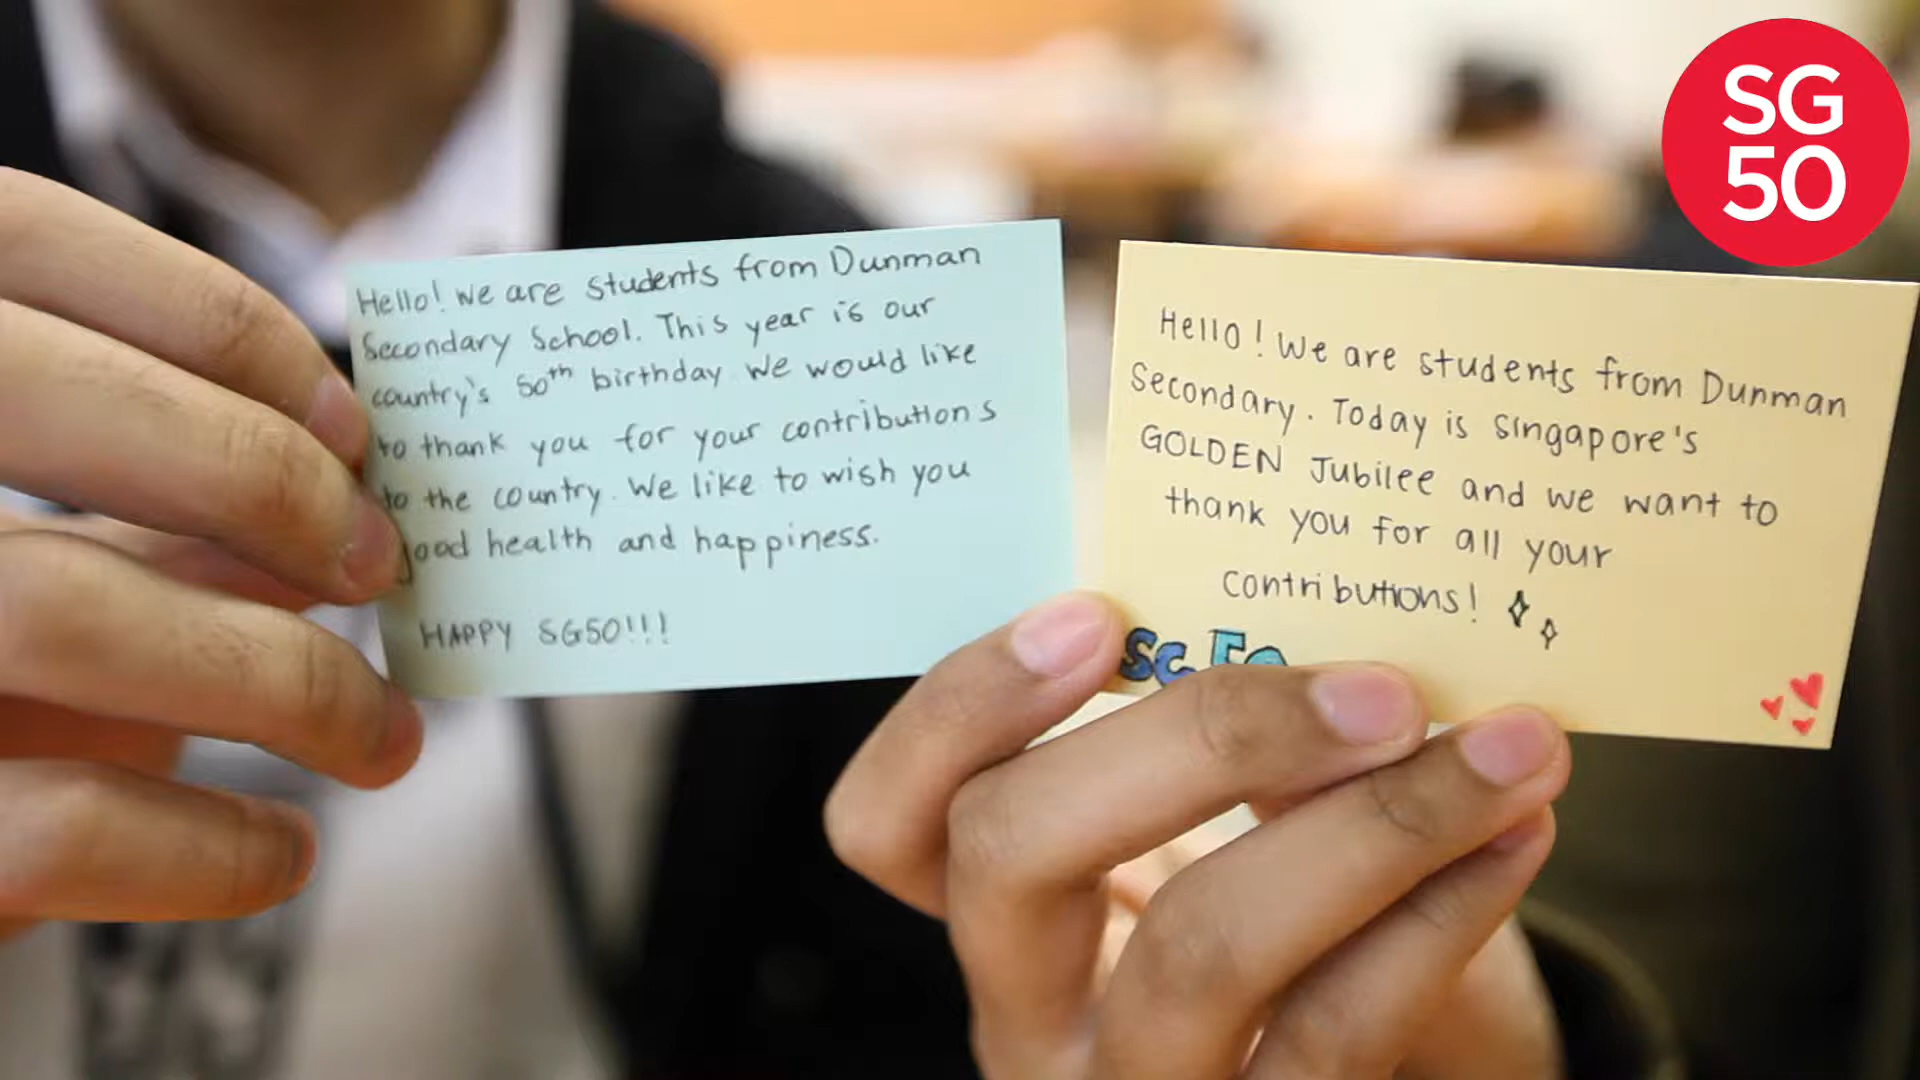 Hello! We are students from Dunman
Secondary School. This year is our
country's 50th birthday. We would like
to thank you for your contributions
to the country. We like to wish you
good health and happiness.
HAPPY SG50!!!
Hello! We are students from Dunman
Secondary. Today is Singapore's
GOLDEN Jubilee and we want to
thank you for all your
contributions!
SG 50
SG
50